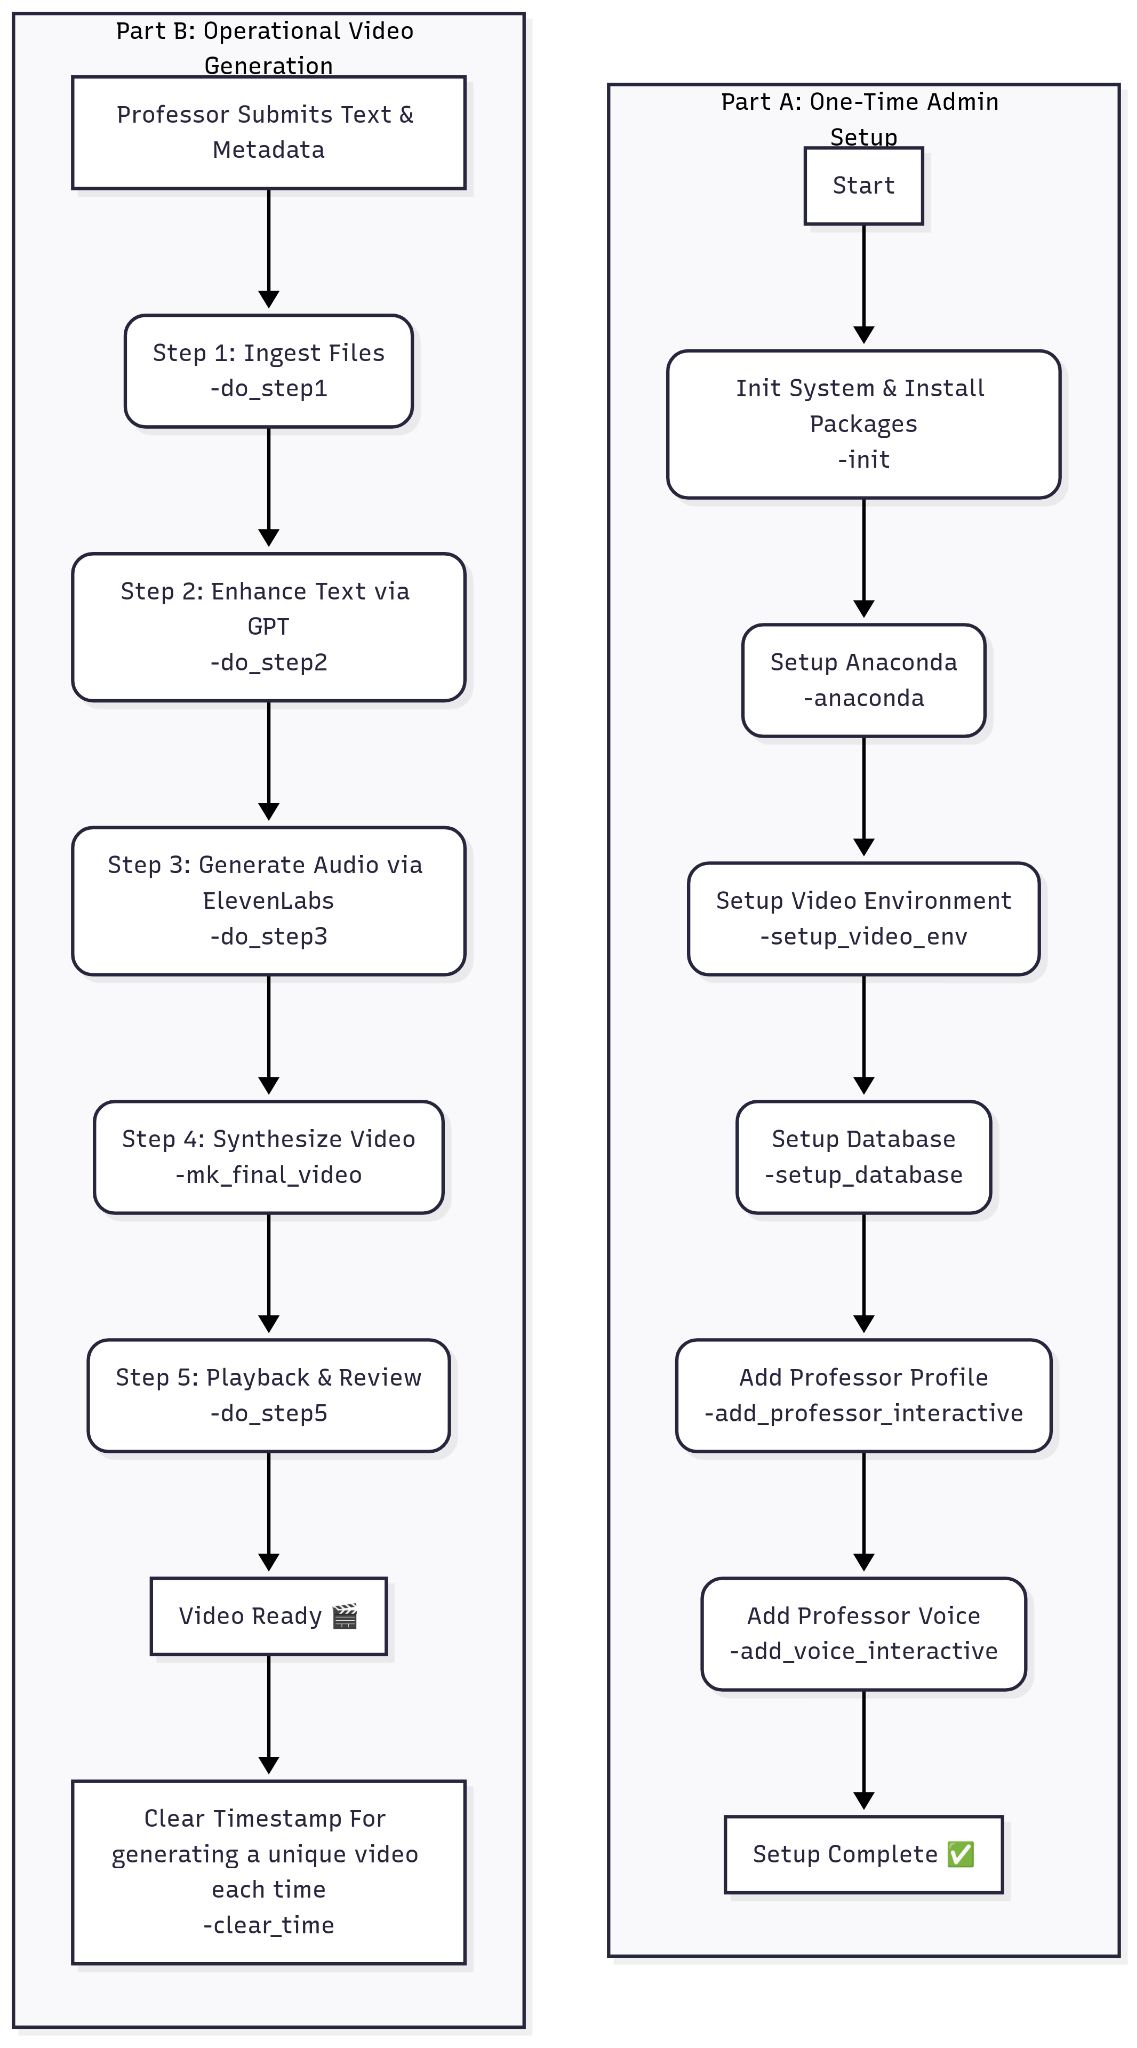 Part B: Operational Video
Generation
Professor Submits Text &
Metadata
Step 1: Ingest Files
-do_step1
Step 2: Enhance Text via
GPT
-do_step2
Step 3: Generate Audio via
ElevenLabs
-do_step3
Step 4: Synthesize Video
-mk_final_video
Step 5: Playback & Review
-do_step5
Video Ready 🎬
Clear Timestamp For
generating a unique video
each time
-clear_time
Part A: One-Time Admin
Setup
Start
Init System & Install
Packages
-init
Setup Anaconda
-anaconda
Setup Video Environment
-setup_video_env
Setup Database
-setup_database
Add Professor Profile
-add_professor_interactive
Add Professor Voice
-add_voice_interactive
Setup Complete ✅